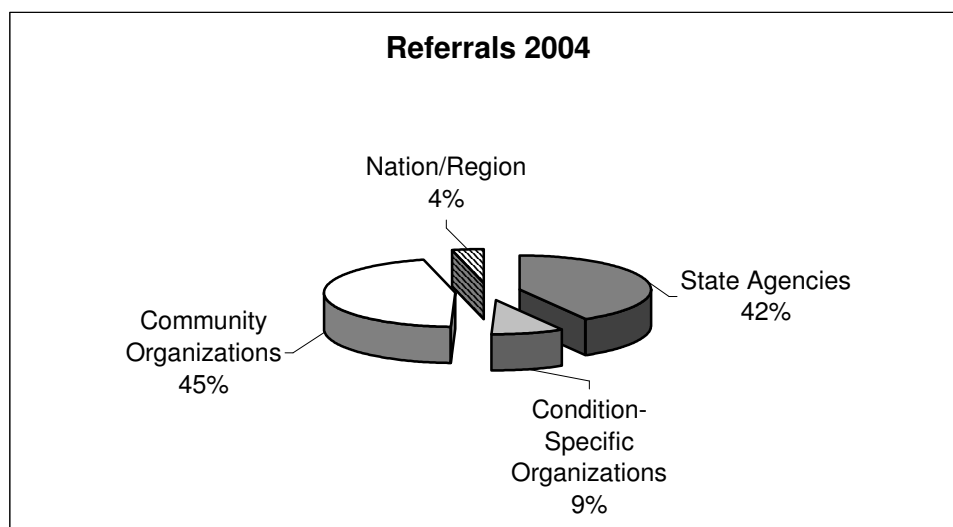 Referrals 2004
Nation/Region
4%
State Agencies
42%
Community
Organizations
45%
Condition-
Specific
Organizations
9%